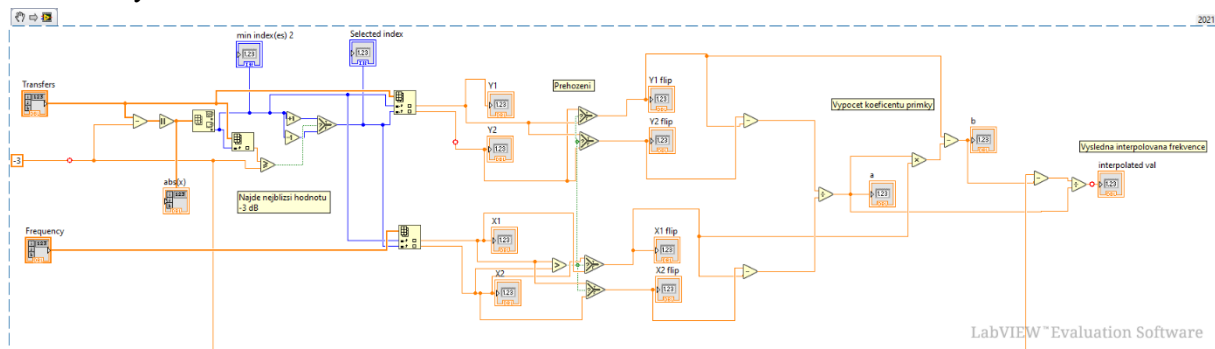 2021
min index(es) 2
Selected index
Transfers
Y1
Prehozeni
Y1 flip
Vypocet koeficentu primky
b
Y2
Y2 flip
Vysledna interpolovana frekvence
-3
interpolated val
a
abs(x)
Najde nejblizsi hodnotu
-3 dB
Frequency
X1
X1 flip
X2
X2 flip
LabVIEW™ Evaluation Software